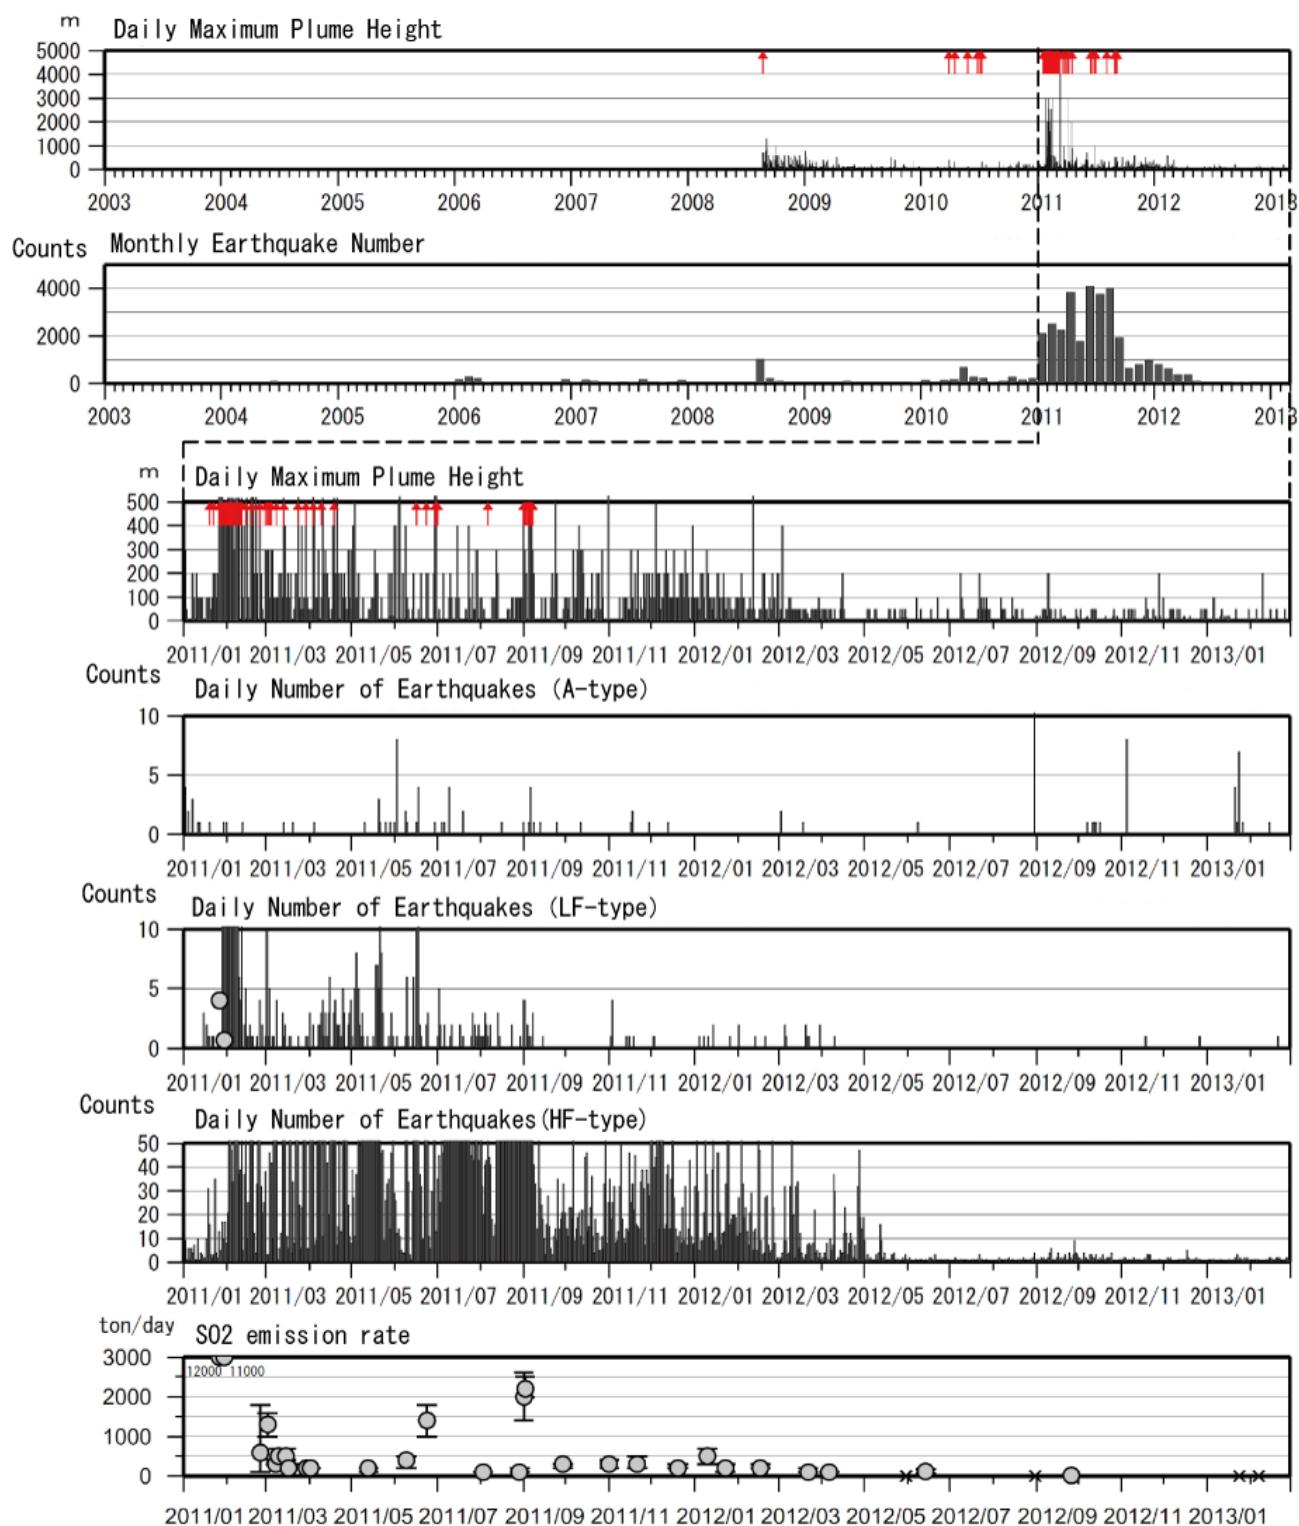 m Daily Maximum Plume Height
5000
4000
3000
2000
1000
0
2003 2004 2005 2006 2007 2008 2009 2010 2011 2012 2013
Counts Monthly Earthquake Number
4000
2000
0
2003 2004 2005 2006 2007 2008 2009 2010 2011 2012 2013
m Daily Maximum Plume Height
500
400
300
200
100
0
2011/01 2011/03 2011/05 2011/07 2011/09 2011/11 2012/01 2012/03 2012/05 2012/07 2012/09 2012/11 2013/01
Counts Daily Number of Earthquakes (A-type)
10
5
0
2011/01 2011/03 2011/05 2011/07 2011/09 2011/11 2012/01 2012/03 2012/05 2012/07 2012/09 2012/11 2013/01
Counts Daily Number of Earthquakes (LF-type)
10
5
0
2011/01 2011/03 2011/05 2011/07 2011/09 2011/11 2012/01 2012/03 2012/05 2012/07 2012/09 2012/11 2013/01
Counts Daily Number of Earthquakes(HF-type)
50
40
30
20
10
0
2011/01 2011/03 2011/05 2011/07 2011/09 2011/11 2012/01 2012/03 2012/05 2012/07 2012/09 2012/11 2013/01
ton/day SO2 emission rate
3000
12000 11000
2000
1000
0
2011/01 2011/03 2011/05 2011/07 2011/09 2011/11 2012/01 2012/03 2012/05 2012/07 2012/09 2012/11 2013/01